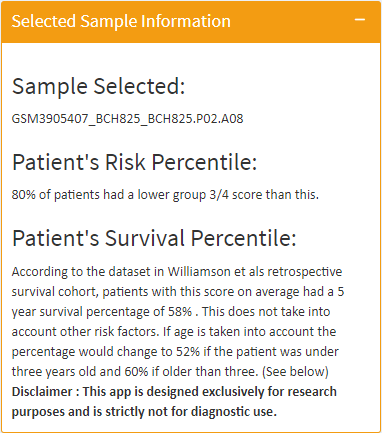 Selected Sample Information
Sample Selected:
GSM3905407_BCH825_BCH825.P02.A08
Patient's Risk Percentile:
80% of patients had a lower group 3/4 score than this.
Patient's Survival Percentile:
According to the dataset in Williamson et als retrospective
survival cohort, patients with this score on average had a 5
year survival percentage of 58% . This does not take into
account other risk factors. If age is taken into account the
percentage would change to 52% if the patient was under
three years old and 60% if older than three. (See below)
Disclaimer : This app is designed exclusively for research
purposes and is strictly not for diagnostic use.